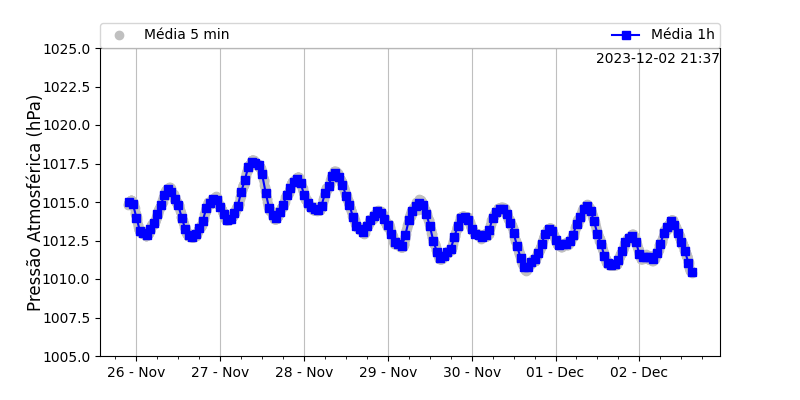 Média 5 min
Média 1h
2023-12-02 21:37
Pressão Atmosférica (hPa)
1025.0
1022.5
1020.0
1017.5
1015.0
1012.5
1010.0
1007.5
1005.0
26 - Nov
27 - Nov
28 - Nov
29 - Nov
30 - Nov
01 - Dec
02 - Dec